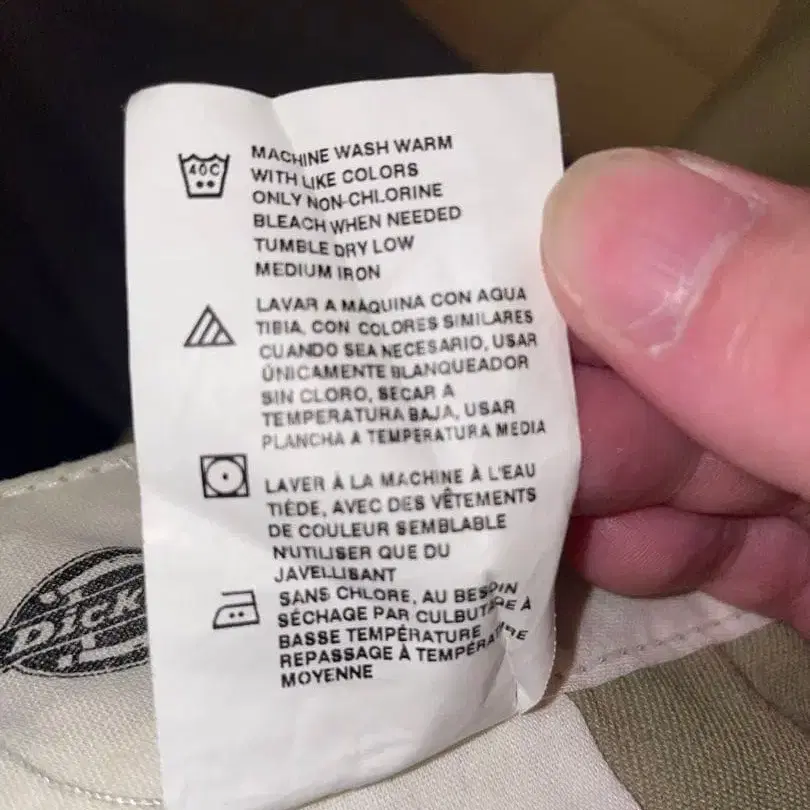 40C
MACHINE WASH WARM
WITH LIKE COLORS
ONLY NON-CHLORINE
BLEACH WHEN NEEDED
TUMBLE DRY LOW
MEDIUM IRON
LAVAR A MÁQUINA CON AGUA
TIBIA, CON COLORES SIMILARES
CUANDO SEA NECESARIO, USAR
ÚNICAMENTE BLANQUEADOR
SIN CLORO, SECAR A
TEMPERATURA BAJA, USAR
PLANCHA A TEMPERATURA MEDIA
LAVER À LA MACHINE À L'EAU
TIÈDE, AVEC DES VÊTEMENTS
DE COULEUR SEMBLABLE
N'UTILISER QUE DU
JAVELLISANT
SANS CHLORE, AU BESOIN
SÉCHAGE PAR CULBUTAGE À
BASSE TEMPÉRATURE
REPASSAGE À TEMPÉRATURE
MOYENNE
Dick